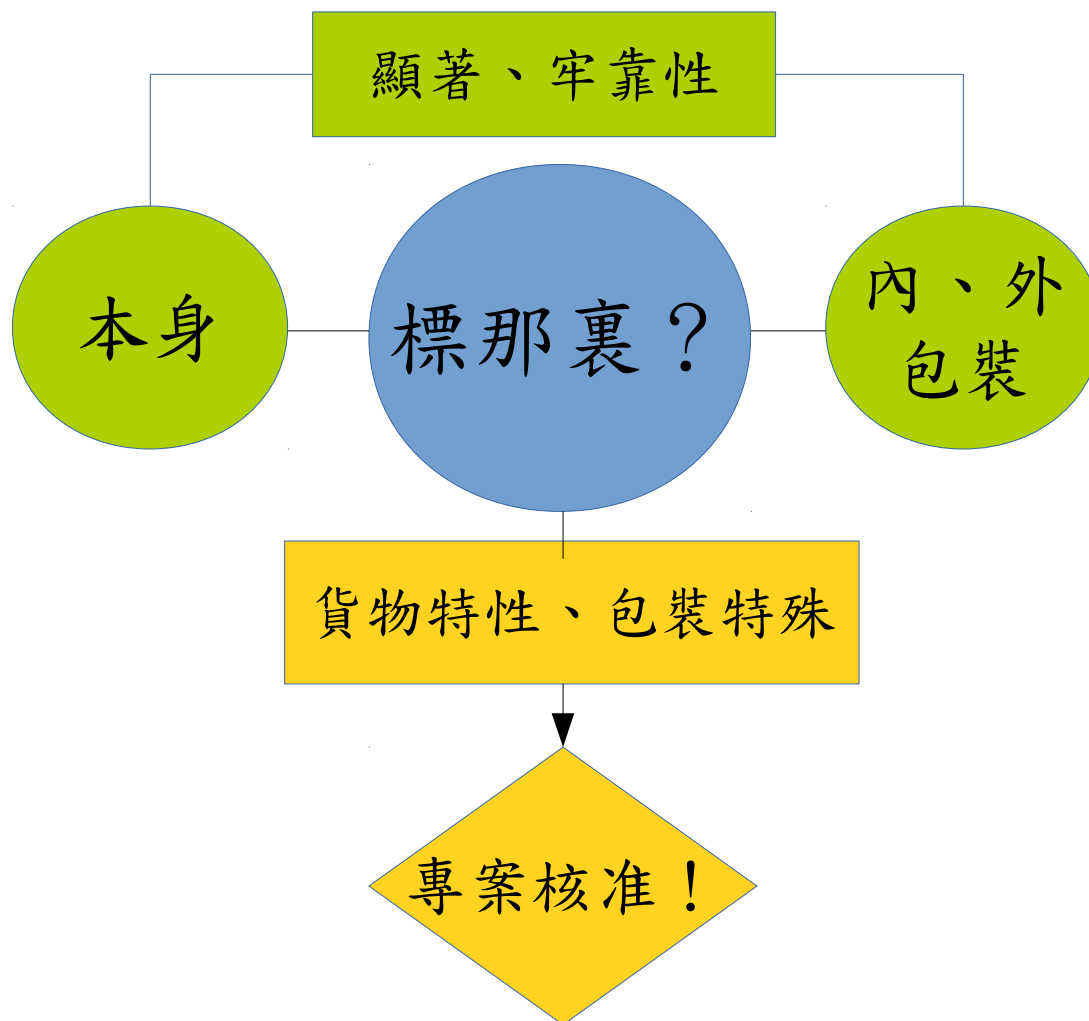 顯著、牢靠性
本身
標那裏？
內、外
包裝
貨物特性、包裝特殊
專案核准！